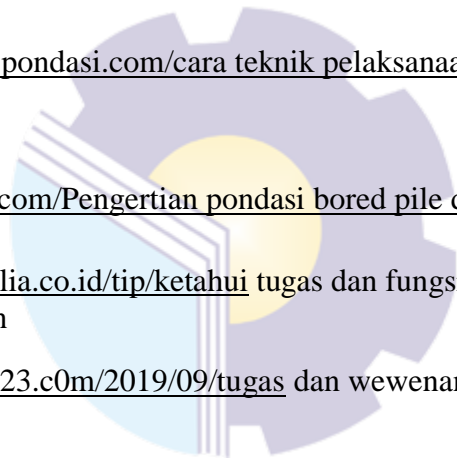 pondasi.com/cara teknik pelaksanaa
com/Pengertian pondasi bored pile
lia.co.id/tip/ketahui tugas dan fungs
23.c0m/2019/09/tugas dan wewenan